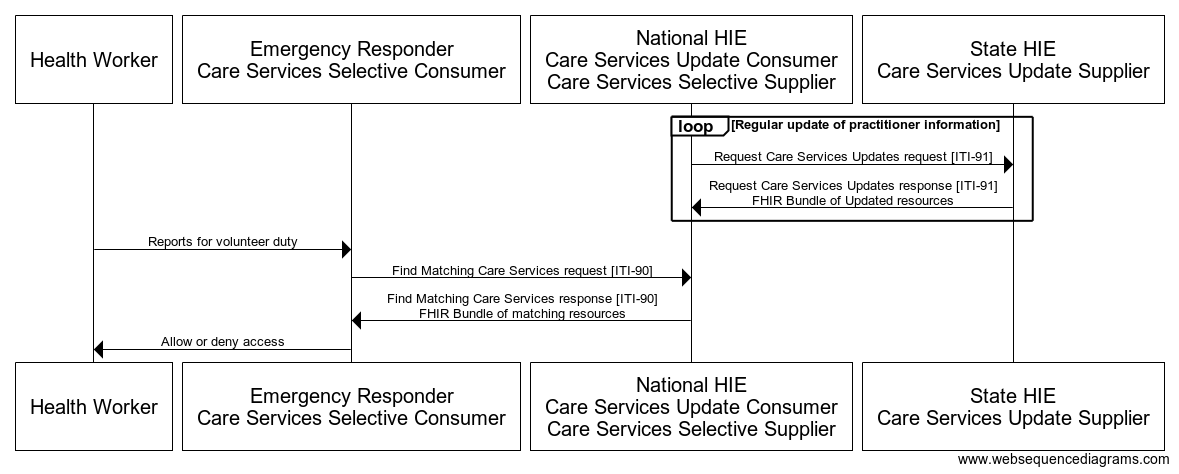 Health Worker
Emergency Responder
Care Services Selective Consumer
National HIE
Care Services Update Consumer
Care Services Selective Supplier
State HIE
Care Services Update Supplier
loop [Regular update of practitioner information]
Request Care Services Updates request [ITI-91]
Request Care Services Updates response [ITI-91]
FHIR Bundle of Updated resources
Reports for volunteer duty
Find Matching Care Services request [ITI-90]
Find Matching Care Services response [ITI-90]
FHIR Bundle of matching resources
Allow or deny access
Health Worker
Emergency Responder
Care Services Selective Consumer
National HIE
Care Services Update Consumer
Care Services Selective Supplier
State HIE
Care Services Update Supplier
www.websequencediagrams.com